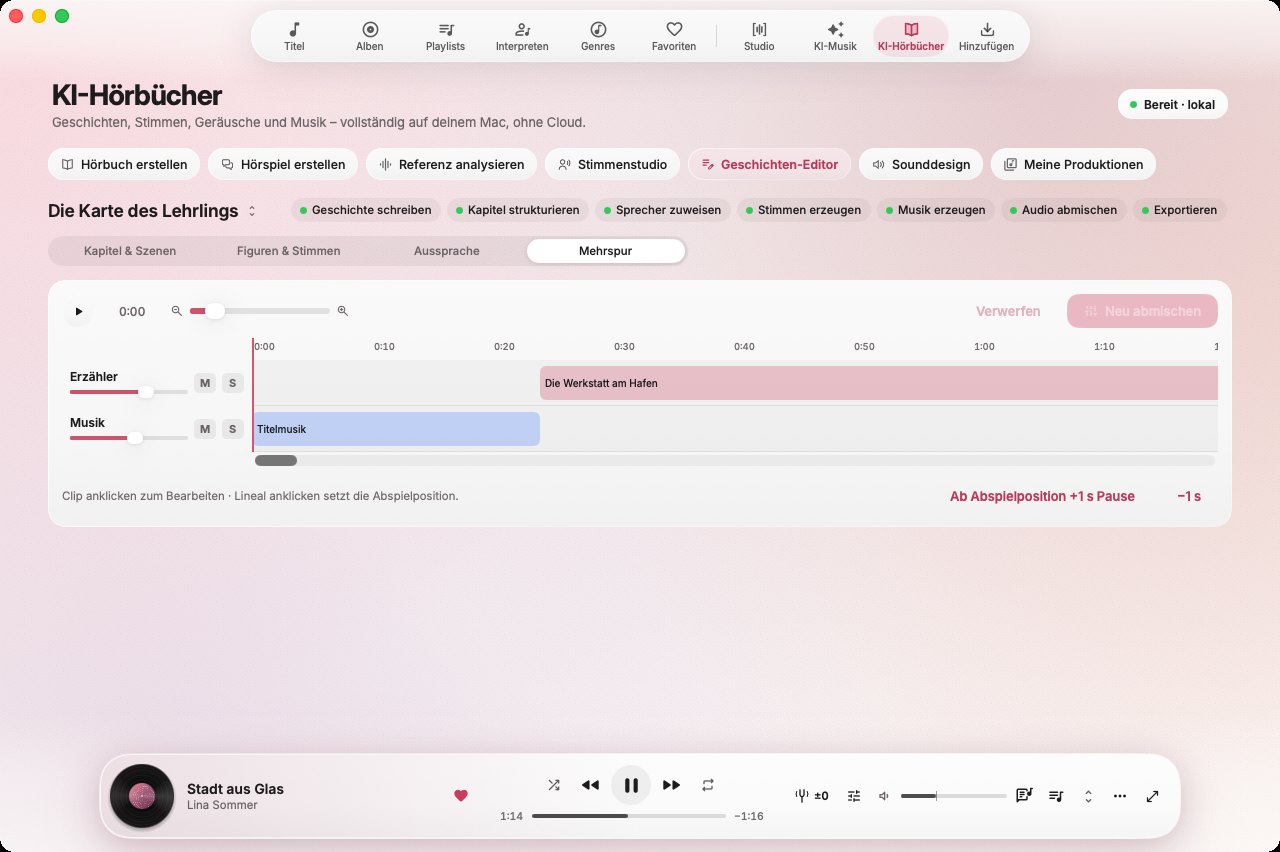 Titel
Alben
Playlists
Interpreten
Genres
Favoriten
Studio
KI-Musik
KI-Hörbücher
Hinzufügen
KI-Hörbücher
Geschichten, Stimmen, Geräusche und Musik – vollständig auf deinem Mac, ohne Cloud.
Bereit · lokal
Hörbuch erstellen
Hörspiel erstellen
Referenz analysieren
Stimmenstudio
Geschichten-Editor
Sounddesign
Meine Produktionen
Die Karte des Lehrlings
Geschichte schreiben
Kapitel strukturieren
Sprecher zuweisen
Stimmen erzeugen
Musik erzeugen
Audio abmischen
Exportieren
Kapitel & Szenen
Figuren & Stimmen
Aussprache
Mehrspur
0:00
Verwerfen
Neu abmischen
0:00
0:10
0:20
0:30
0:40
0:50
1:00
1:10
1
Erzähler
M
S
Die Werkstatt am Hafen
Musik
M
S
Titelmusik
Clip anklicken zum Bearbeiten · Lineal anklicken setzt die Abspielposition.
Ab Abspielposition +1 s Pause
−1 s
Stadt aus Glas
Lina Sommer
1:14
−1:16
±0